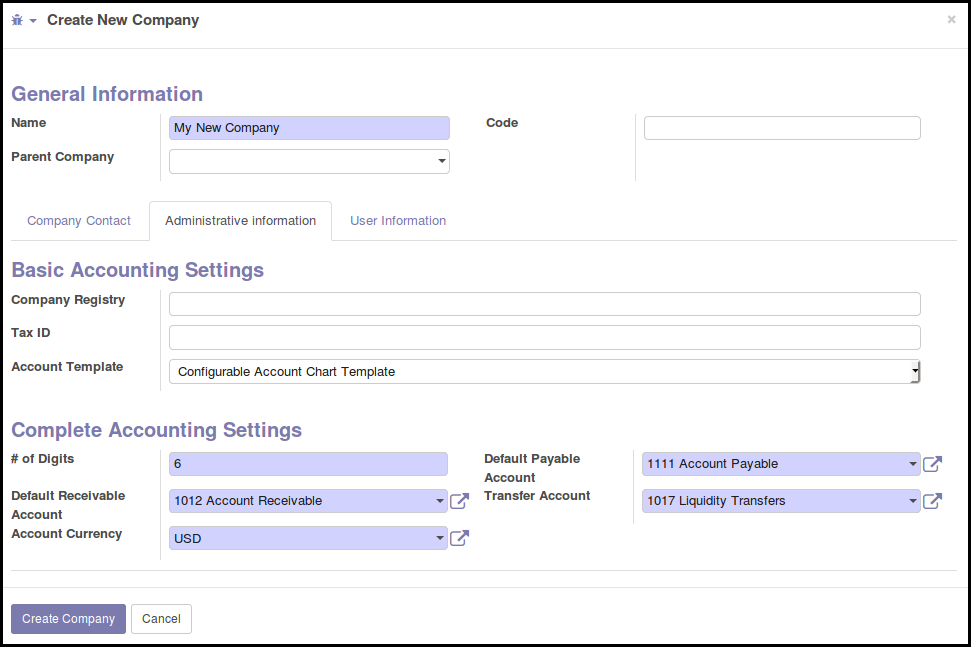 Create New Company
×
General Information
Name
My New Company
Code
Parent Company
Company Contact
Administrative information
User Information
Basic Accounting Settings
Company Registry
Tax ID
Account Template
Configurable Account Chart Template
Complete Accounting Settings
# of Digits
6
Default Payable
Account
1111 Account Payable
Default Receivable
Account
1012 Account Receivable
Transfer Account
1017 Liquidity Transfers
Account Currency
USD
Create Company
Cancel